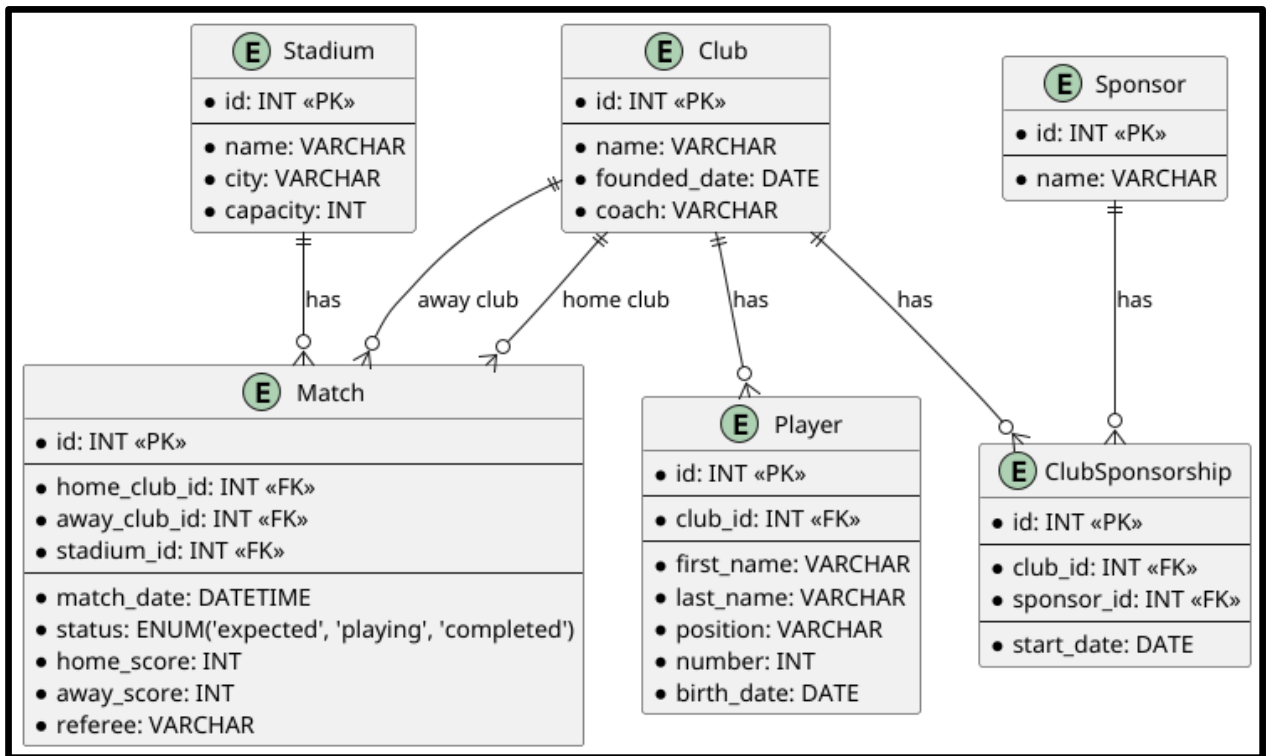 E Stadium
• id: INT «PK»
• name: VARCHAR
• city: VARCHAR
• capacity: INT
E Club
• id: INT «PK»
• name: VARCHAR
• founded_date: DATE
• coach: VARCHAR
E Sponsor
• id: INT «PK»
• name: VARCHAR
has
away club
home club
has
has
has
E Match
• id: INT «PK»
• home_club_id: INT «FK»
• away_club_id: INT «FK»
• stadium_id: INT «FK»
• match_date: DATETIME
• status: ENUM('expected', 'playing', 'completed')
• home_score: INT
• away_score: INT
• referee: VARCHAR
E Player
• id: INT «PK»
• club_id: INT «FK»
• first_name: VARCHAR
• last_name: VARCHAR
• position: VARCHAR
• number: INT
• birth_date: DATE
E ClubSponsorship
• id: INT «PK»
• club_id: INT «FK»
• sponsor_id: INT «FK»
• start_date: DATE